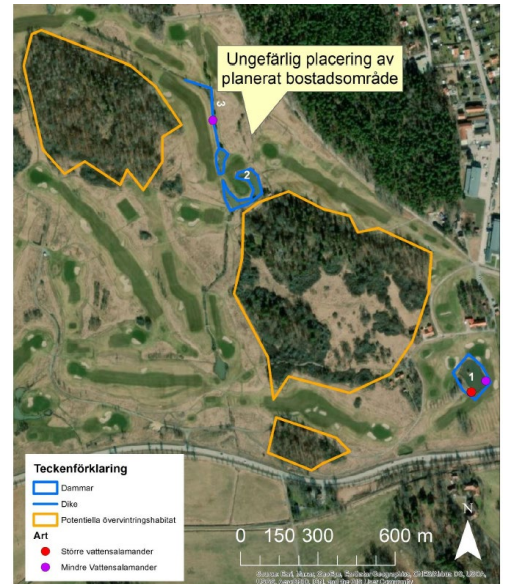 Ungefärlig placering av
planerat bostadsområde
3
2
1
Teckenförklaring
Dammar
Dike
Potentiella övervintringshabitat
Art
Större vattensalamander
Mindre Vattensalamander
N
0 150 300 600 m